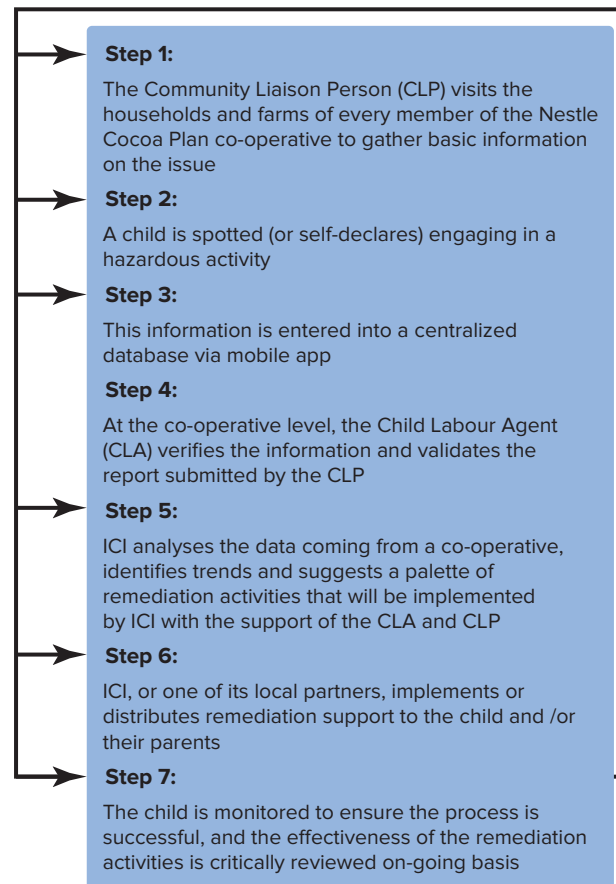 Step 1:
The Community Liaison Person (CLP) visits the
households and farms of every member of the Nestle
Cocoa Plan co-operative to gather basic information
on the issue
Step 2:
A child is spotted (or self-declares) engaging in a
hazardous activity
Step 3:
This information is entered into a centralized
database via mobile app
Step 4:
At the co-operative level, the Child Labour Agent
(CLA) verifies the information and validates the
report submitted by the CLP
Step 5:
ICI analyses the data coming from a co-operative,
identifies trends and suggests a palette of
remediation activities that will be implemented
by ICI with the support of the CLA and CLP
Step 6:
ICI, or one of its local partners, implements or
distributes remediation support to the child and /or
their parents
Step 7:
The child is monitored to ensure the process is
successful, and the effectiveness of the remediation
activities is critically reviewed on-going basis